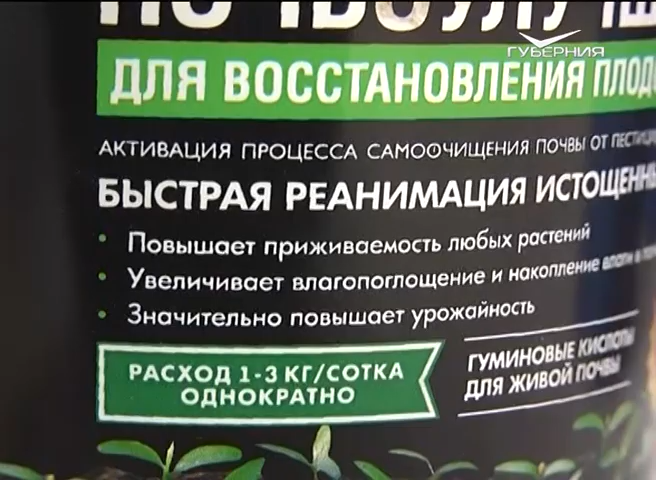 ГУБЕРНИЯ
ДЛЯ ВОССТАНОВЛЕНИЯ
АКТИВАЦИЯ ПРОЦЕССА САМООЧИЩЕНИЯ ПОЧВЫ ОТ
БЫСТРАЯ РЕАНИМАЦИЯ
• Повышает приживаемость любых растений
• Увеличивает влагопоглощение и накопление влаги
• Значительно повышает урожайность
РАСХОД 1-3 КГ/СОТКА
ОДНОКРАТНО
ГУМИНОВЫЕ КИСЛОТЫ
ДЛЯ ЖИВОЙ ПОЧВЫ